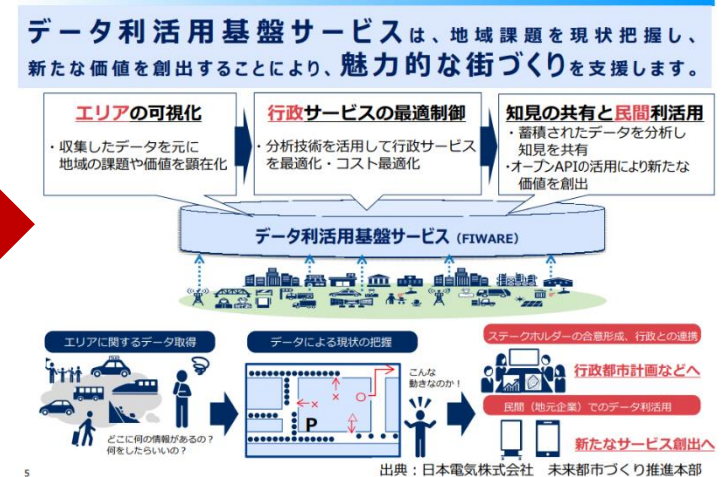 データ利活用基盤サービスは、地域課題を現状把握し、
新たな価値を創出することにより、魅力的な街づくりを支援します。
エリアの可視化
・収集したデータを元に
地域の課題や価値を顕在化
行政サービスの最適制御
・分析技術を活用して行政サービス
を最適化・コスト最適化
知見の共有と民間利活用
・蓄積されたデータを分析し
知見を共有
・オープンAPIの活用により新たな
価値を創出
データ利活用基盤サービス (FIWARE)
エリアに関するデータ取得
どこに何の情報があるの?
何をしたらいいの?
データによる現状の把握
P
こんな
動きなのか!
ステークホルダーの合意形成、行政との連携
行政都市計画などへ
民間(地元企業)でのデータ利活用
新たなサービス創出へ
5
出典:日本電気株式会社 未来都市づくり推進本部